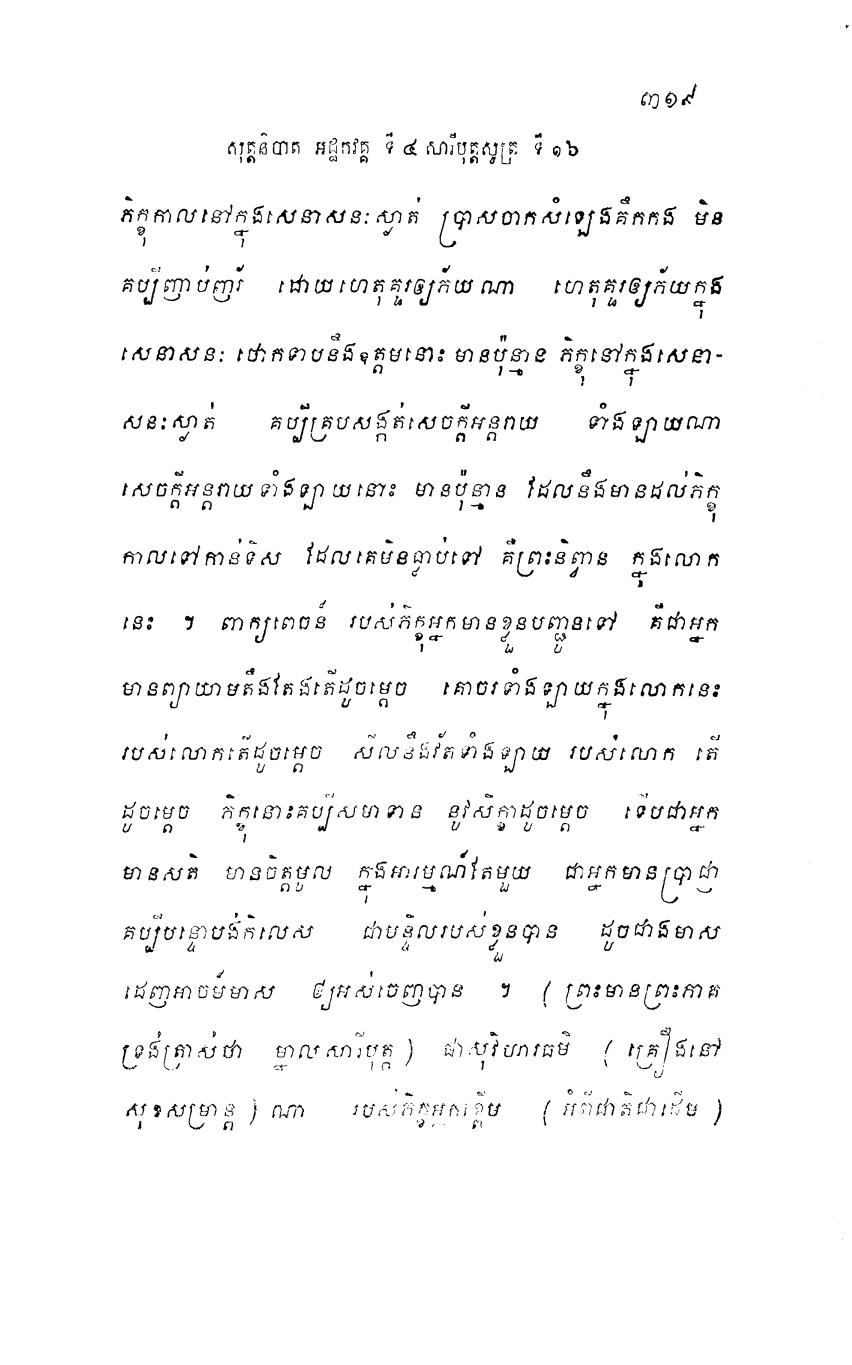 ៣១៩
សុត្តនិបាត អដ្ឋកវគ្គ ទី ៤ សារីបុត្តសូត្រ ទី ១៦
ភិក្ខុកាលនៅក្នុងសេនាសនៈស្ងាត់ ប្រាសចាកសំឡេងគឹកកង មិន
គប្បីញាប់ញ័រ ដោយហេតុគួរឲ្យភ័យណា ហេតុគួរឲ្យភ័យក្នុង
សេនាសនៈ ថោកទាបនឹងឧត្តមនោះ មានប៉ុន្មាន ភិក្ខុនៅក្នុងសេនា-
សនៈស្ងាត់ គប្បីគ្របសង្កត់សេចក្តីអន្តរាយ ទាំងឡាយណា
សេចក្តីអន្តរាយទាំងឡាយនោះ មានប៉ុន្មាន ដែលនឹងមានដល់ភិក្ខុ
កាលទៅកាន់ទិស ដែលគេមិនធ្លាប់ទៅ គឺព្រះនិព្វាន ក្នុងលោក
នេះ ។ ពាក្យពេចន៍ របស់ភិក្ខុអ្នកមានខ្លួនបញ្ជូនទៅ គឺជាអ្នក
មានព្យាយាមតឹងតែងតើដូចម្តេច គោចរទាំងឡាយក្នុងលោកនេះ
របស់លោកតើដូចម្តេច សីលនឹងវ័តទាំងឡាយ របស់លោក តើ
ដូចម្តេច ភិក្ខុនោះគប្បីសមាទាន នូវសិក្ខាដូចម្តេច ទើបជាអ្នក
មានសតិ មានចិត្តមូល ក្នុងអារម្មណ៍តែមួយ ជាអ្នកមានប្រាជ្ញា
គប្បីបន្ទោបង់កិលេស ជាបន្ទិលរបស់ខ្លួនបាន ដូចជាងមាស
ដេញអាចម៍មាស ឲ្យអស់ចេញបាន ។ (ព្រះមានព្រះភាគ
ទ្រង់ត្រាស់ថា ម្នាលសារីបុត្ត) ជាសុវិហារធម៌ (គ្រឿងនៅ
សុខសម្រាន្ត) ណា របស់ភិក្ខុអ្នកខ្ពើម (អំពីជាតិជាដើម)